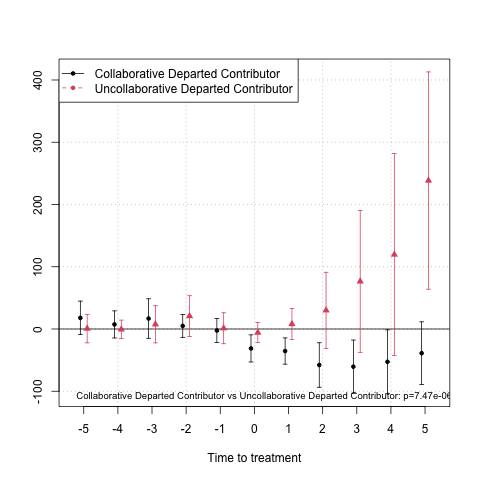 Collaborative Departed Contributor
Uncollaborative Departed Contributor
400
300
200
100
0
-100
Collaborative Departed Contributor vs Uncollaborative Departed Contributor: p=7.47e-06
-5 -4 -3 -2 -1 0 1 2 3 4 5
Time to treatment